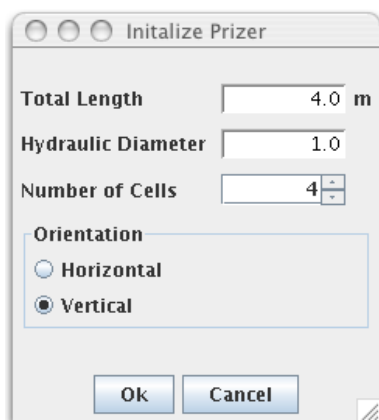 Initalize Prizer
Total Length 4.0 m
Hydraulic Diameter 1.0
Number of Cells 4
Orientation
Horizontal
Vertical
Ok Cancel